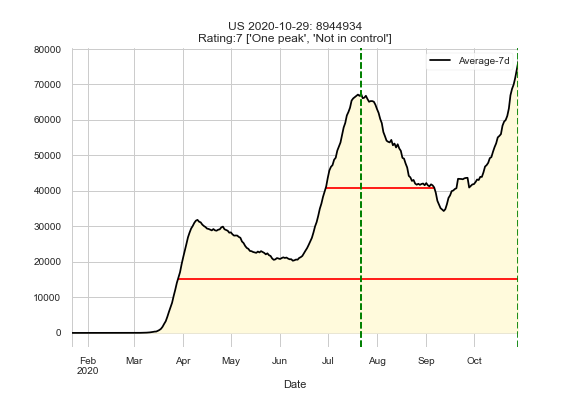 US 2020-10-29: 8944934
Rating:7 ['One peak', 'Not in control']
80000
Average-7d
70000
60000
50000
40000
30000
20000
10000
0
Feb Mar Apr May Jun Jul Aug Sep Oct
2020
Date